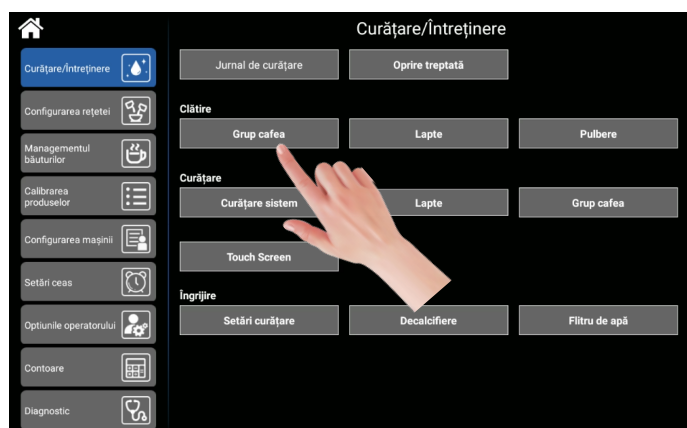 Curățare/Întreținere
Curățare/Întreținere
Jurnal de curățare
Oprire treptată
Configurarea rețetei
Clătire
Grup cafea
Lapte
Pulbere
Managementul
băuturilor
Curățare
Calibrarea
produselor
Curățare sistem
Lapte
Grup cafea
Configurarea mașinii
Touch Screen
Setări ceas
Îngrijire
Optiunile operatorului
Setări curățare
Decalcifiere
Flitru de apă
Contoare
Diagnostic